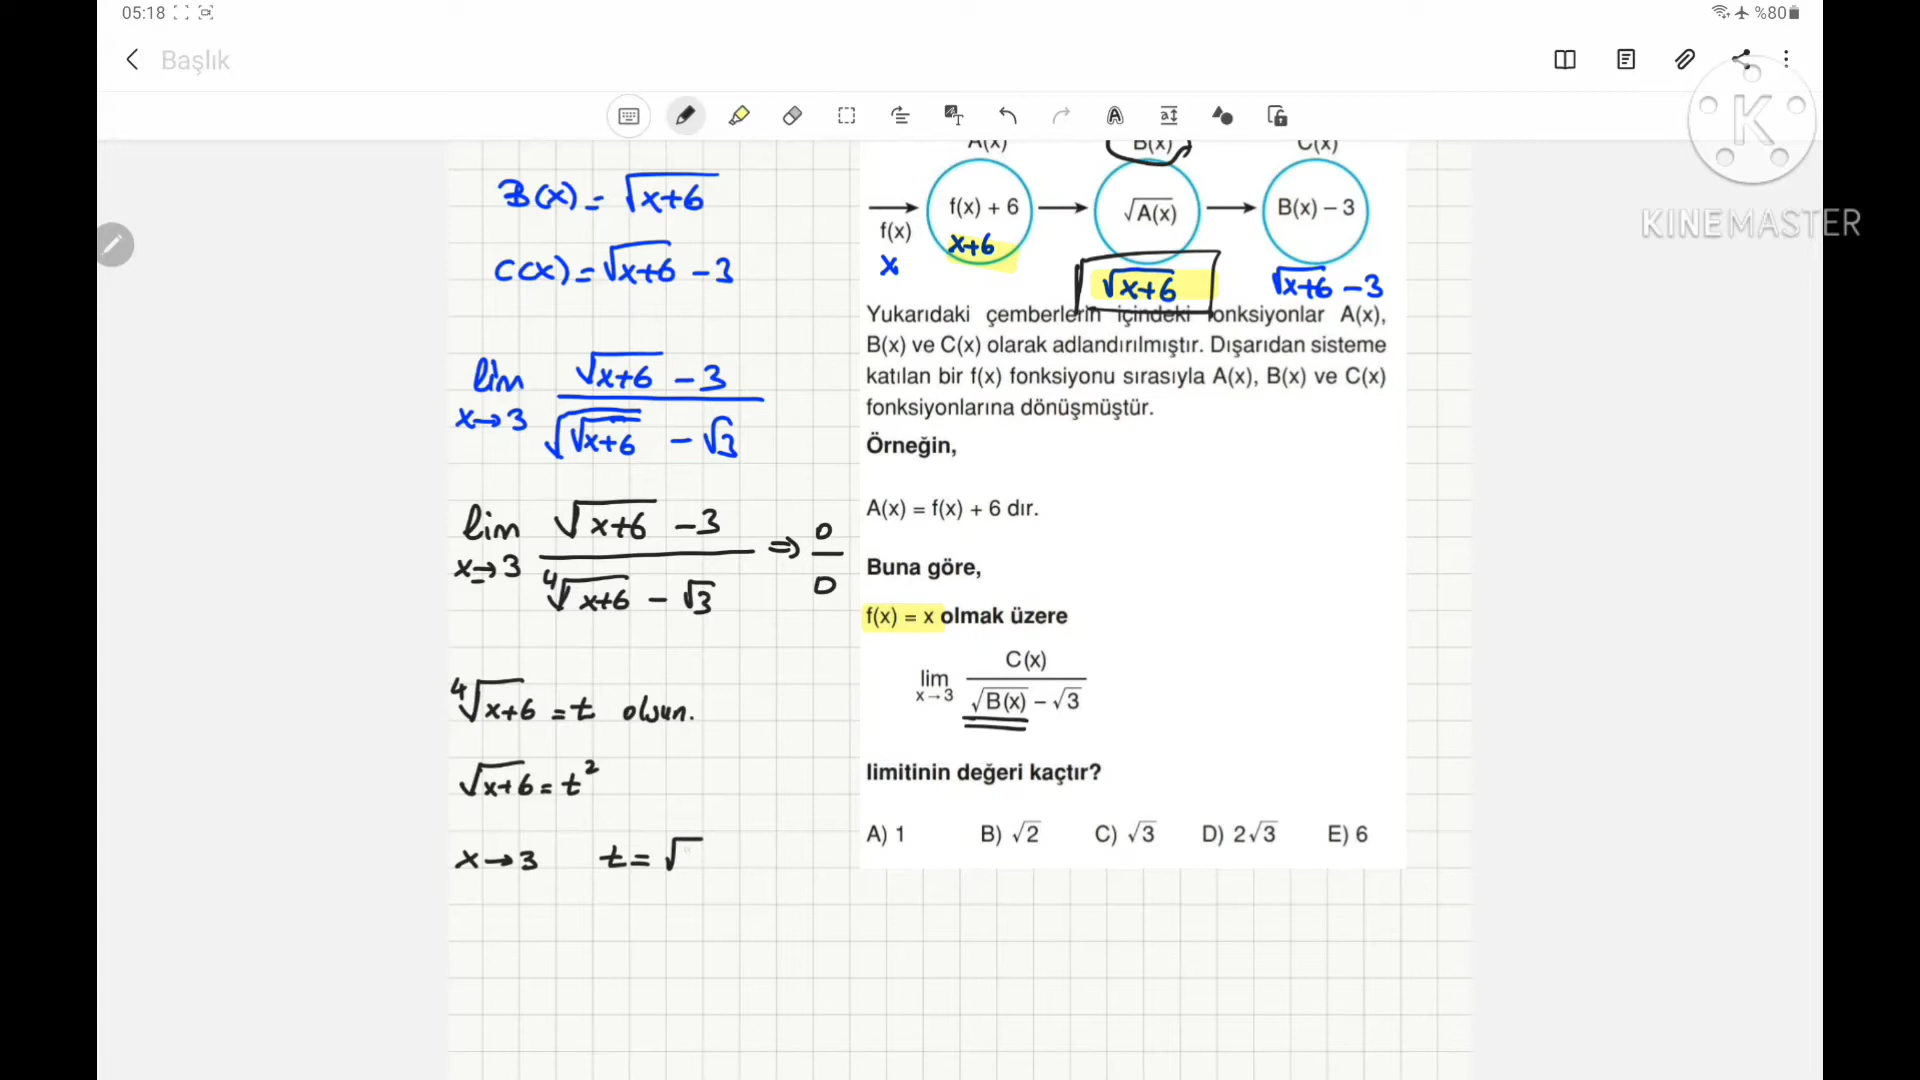 05:18
%80
Başlık
KINEMASTER
B(x) = √x+6
C(x) = √x+6 - 3
lim x→3 √x+6 - 3 / √√x+6 - √3
lim x→3 √x+6 - 3 / ⁴√x+6 - √3 ⇒ 0/0
⁴√x+6 = t olsun.
√x+6 = t²
x→3 t = √
A(x) B(x) C(x)
f(x) + 6 √A(x) B(x) – 3
f(x)
x x+6 √x+6 √x+6 - 3
Yukarıdaki çemberlerin içindeki fonksiyonlar A(x),
B(x) ve C(x) olarak adlandırılmıştır. Dışarıdan sisteme
katılan bir f(x) fonksiyonu sırasıyla A(x), B(x) ve C(x)
fonksiyonlarına dönüşmüştür.
Örneğin,
A(x) = f(x) + 6 dır.
Buna göre,
f(x) = x olmak üzere
lim x→3 C(x) / √B(x) – √3
limitinin değeri kaçtır?
A) 1 B) √2 C) √3 D) 2√3 E) 6